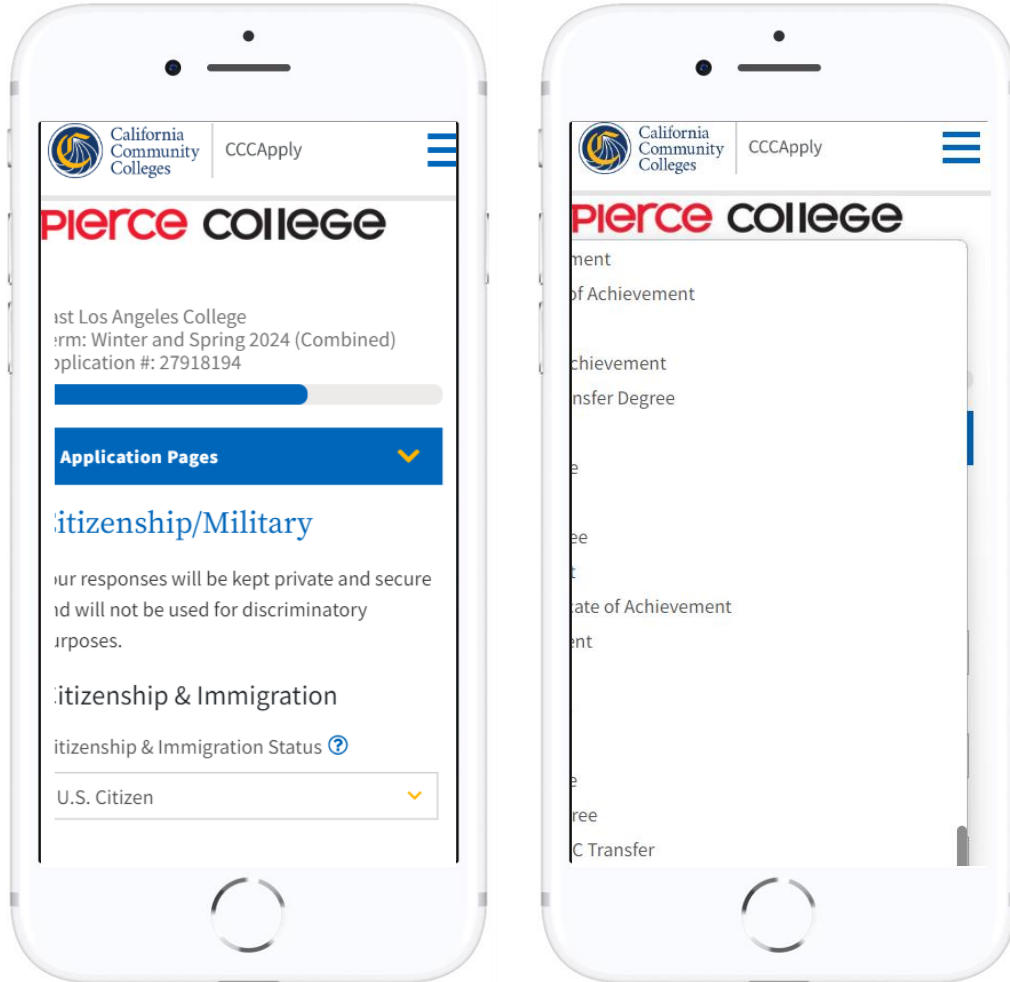 California
Community
Colleges
CCCApply
PIERCE COLLEGE
ast Los Angeles College
erm: Winter and Spring 2024 (Combined)
pplication #: 27918194
Application Pages
itizenship/Military
ur responses will be kept private and secure
nd will not be used for discriminatory
urposes.
itizenship & Immigration
itizenship & Immigration Status ?
U.S. Citizen
California
Community
Colleges
CCCApply
PIERCE COLLEGE
ment
of Achievement
chievement
nsfer Degree
e
ee
t
cate of Achievement
ent
e
ree
C Transfer